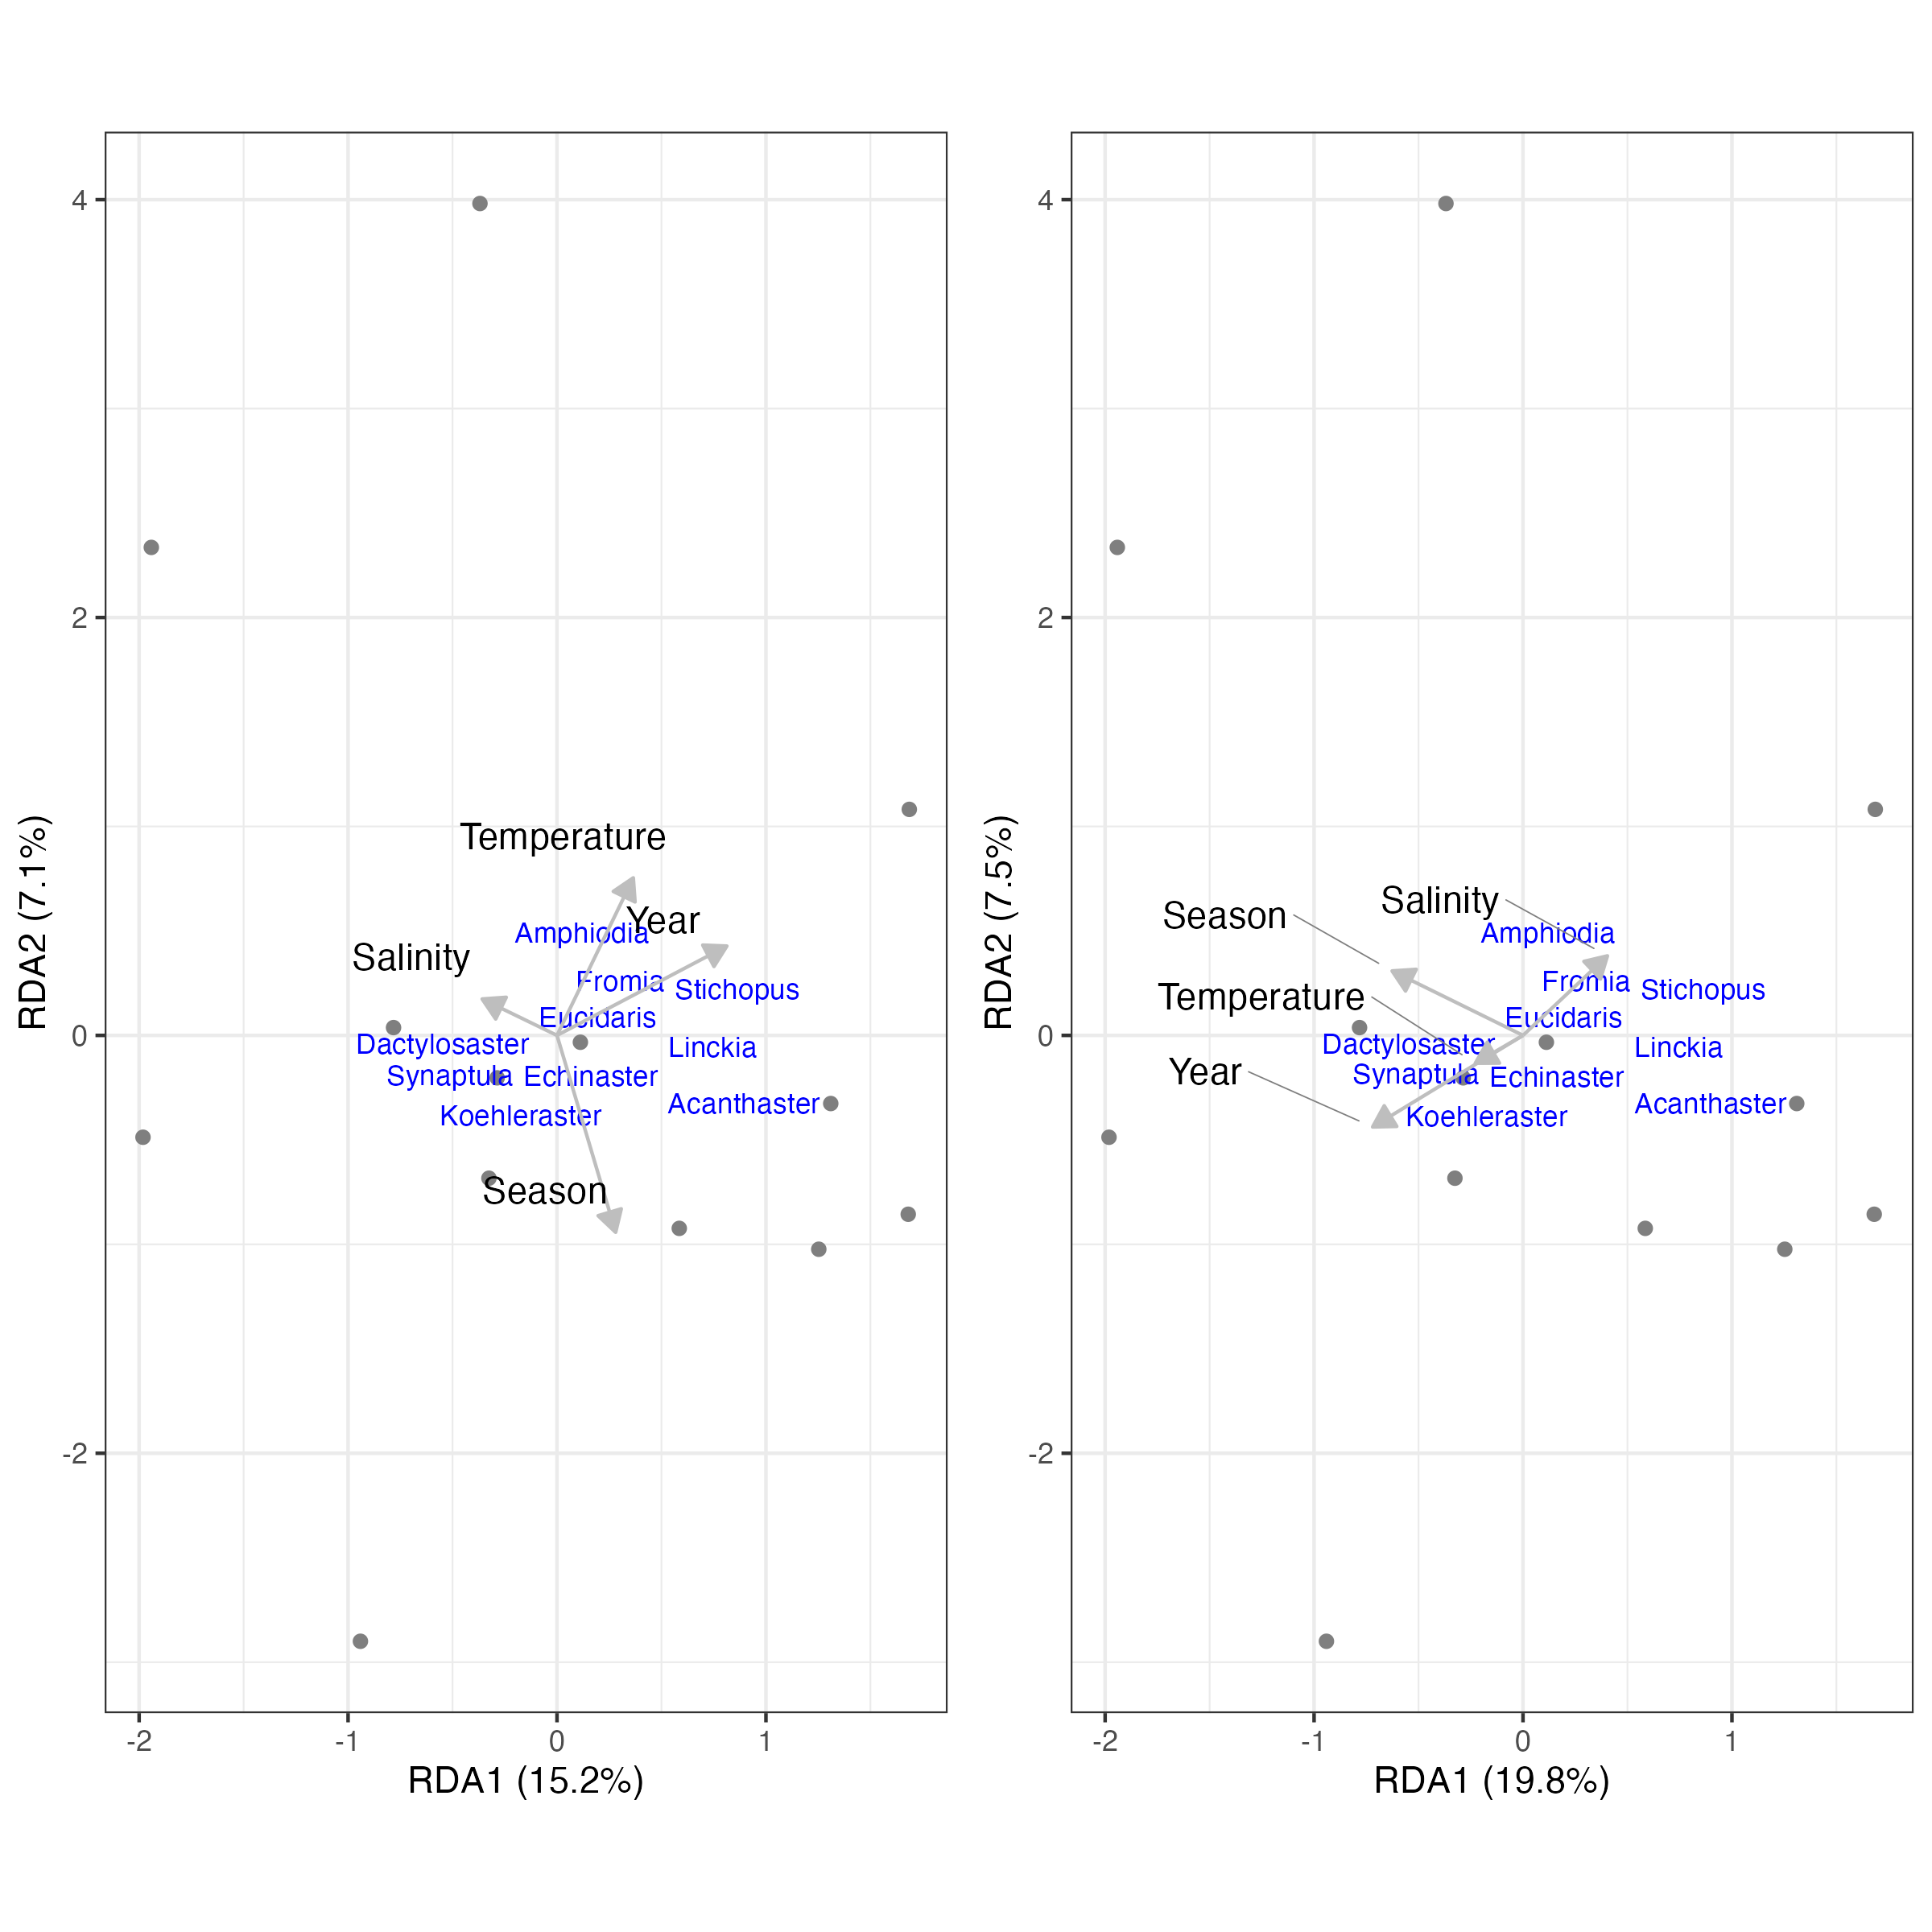 4
2
0
-2
-2
-1
0
1
RDA2 (7.1%)
RDA1 (15.2%)
Temperature
Year
Amphiodia
Salinity
Fromia
Stichopus
Eucidaris
Dactylosaster
Linckia
Synaptula
Echinaster
Acanthaster
Koehleraster
Season
4
2
0
-2
-2
-1
0
1
RDA2 (7.5%)
RDA1 (19.8%)
Salinity
Season
Amphiodia
Fromia
Stichopus
Temperature
Eucidaris
Dactylosaster
Linckia
Year
Synaptula
Echinaster
Acanthaster
Koehleraster